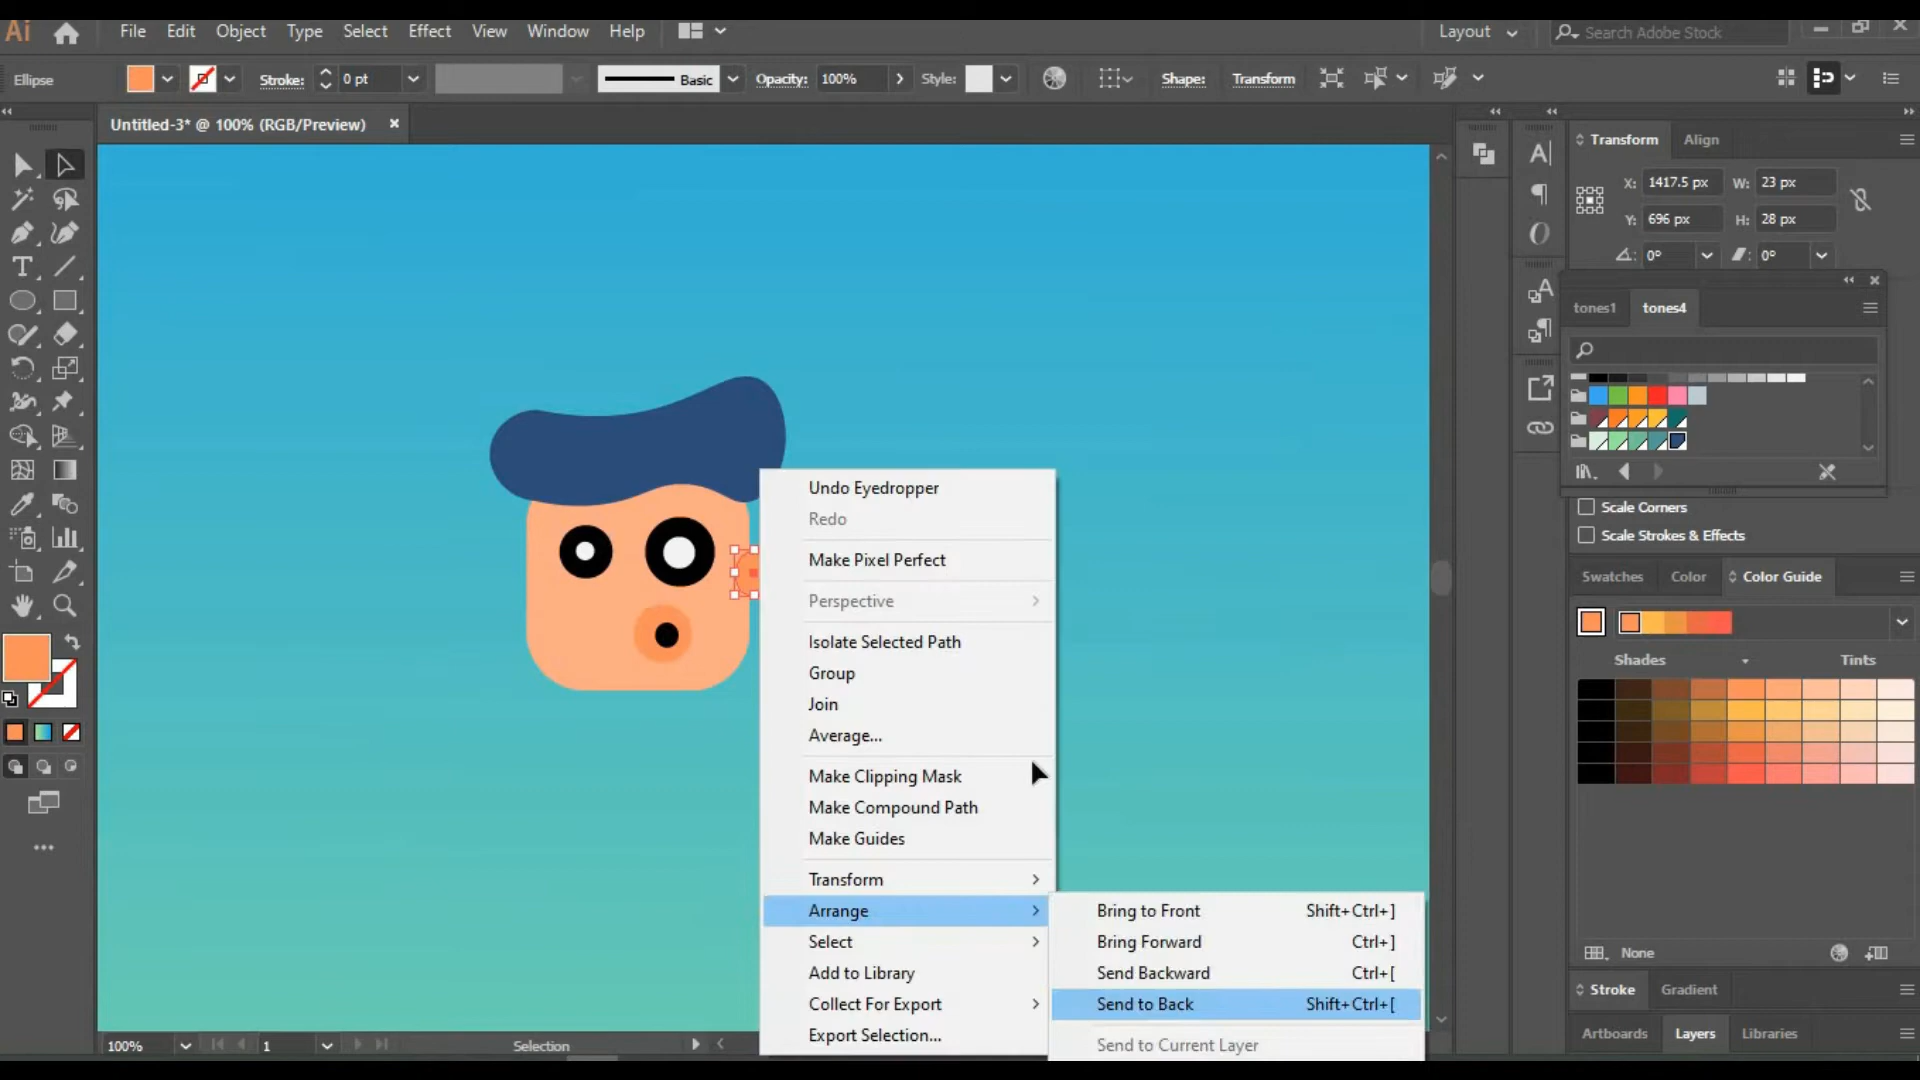 Ai File Edit Object Type Select Effect View Window Help Layout Search Adobe Stock
Ellipse Stroke: 0 pt Basic Opacity: 100% Style: Shape: Transform
Untitled-3* @ 100% (RGB/Preview)
Transform Align
X: 1417.5 px W: 23 px
Y: 696 px H: 28 px
0° 0°
tones1 tones4
Scale Corners
Scale Strokes & Effects
Swatches Color Color Guide
Shades Tints
None
Stroke Gradient
Artboards Layers Libraries
Undo Eyedropper
Redo
Make Pixel Perfect
Perspective
Isolate Selected Path
Group
Join
Average...
Make Clipping Mask
Make Compound Path
Make Guides
Transform
Arrange
Select
Add to Library
Collect For Export
Export Selection...
Bring to Front Shift+Ctrl+]
Bring Forward Ctrl+]
Send Backward Ctrl+[
Send to Back Shift+Ctrl+[
Send to Current Layer
100% 1 Selection